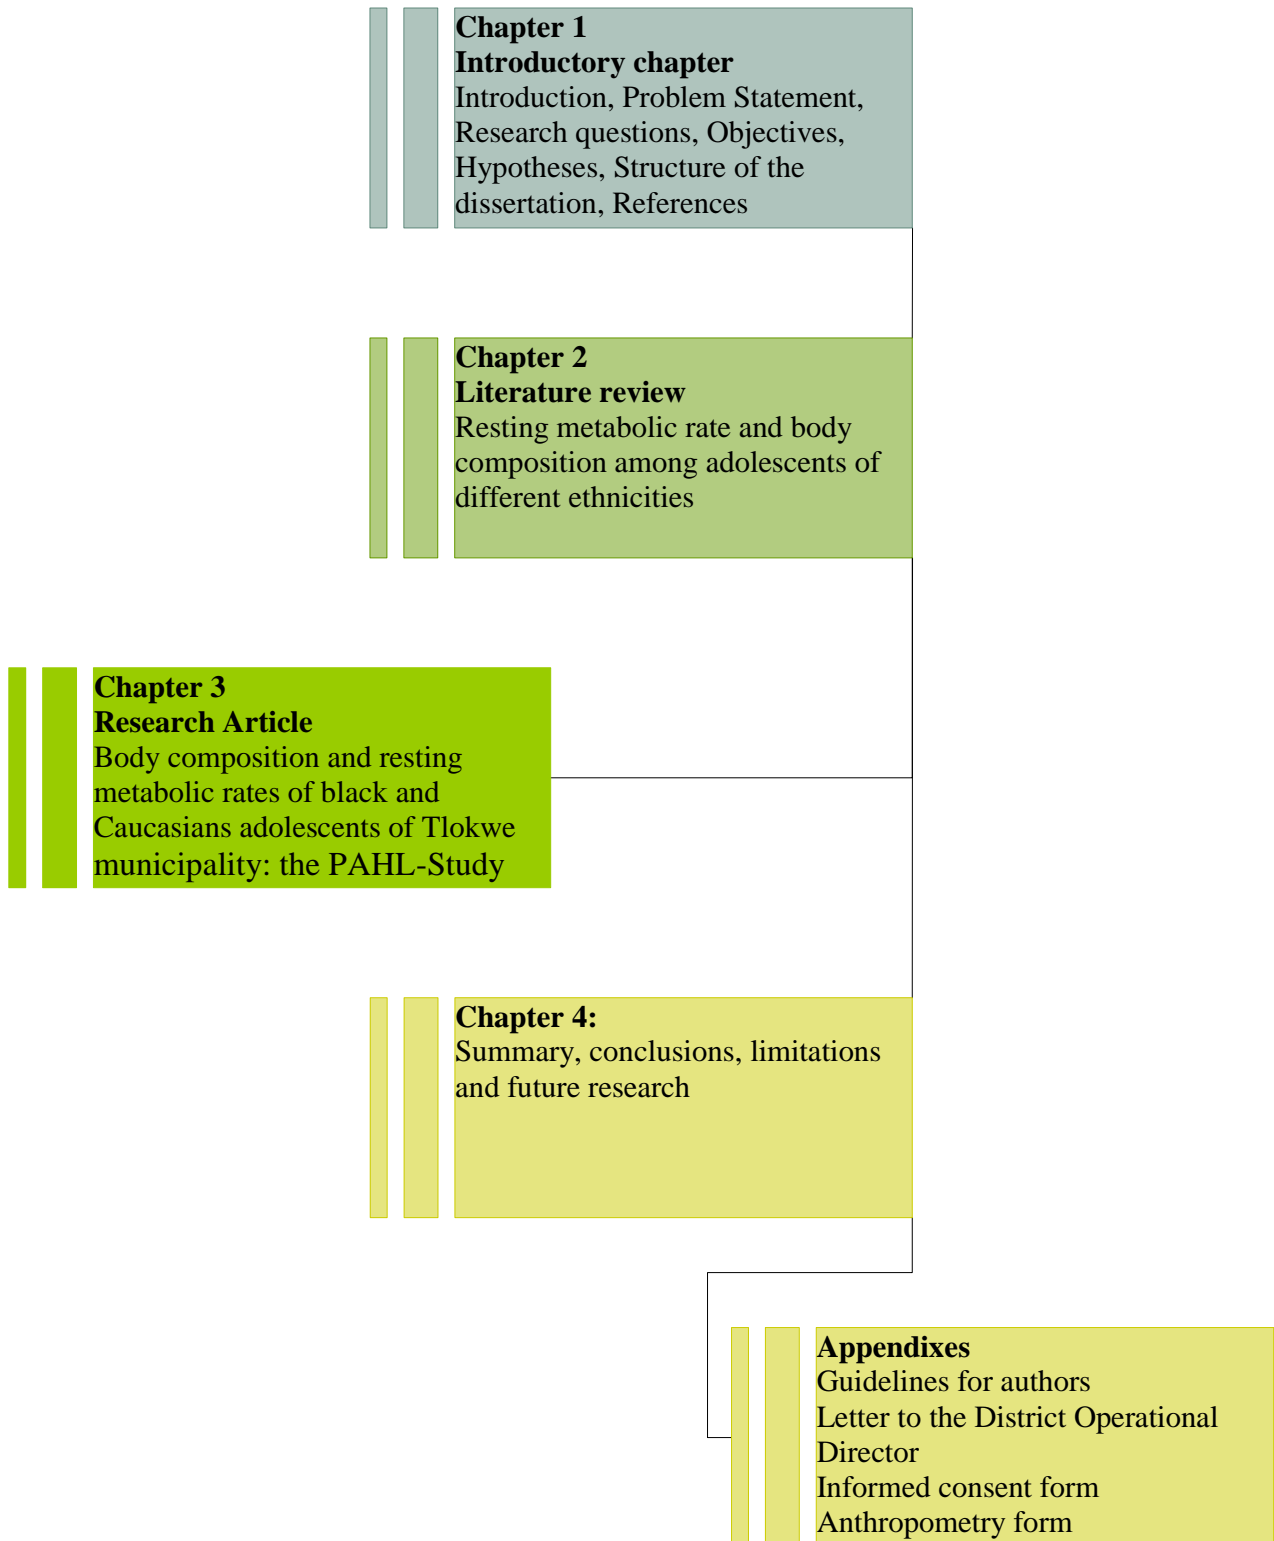 Chapter 1
Introductory chapter
Introduction, Problem Statement,
Research questions, Objectives,
Hypotheses, Structure of the
dissertation, References
Chapter 2
Literature review
Resting metabolic rate and body
composition among adolescents of
different ethnicities
Chapter 3
Research Article
Body composition and resting
metabolic rates of black and
Caucasians adolescents of Tlokwe
municipality: the PAHL-Study
Chapter 4:
Summary, conclusions, limitations
and future research
Appendixes
Guidelines for authors
Letter to the District Operational
Director
Informed consent form
Anthropometry form